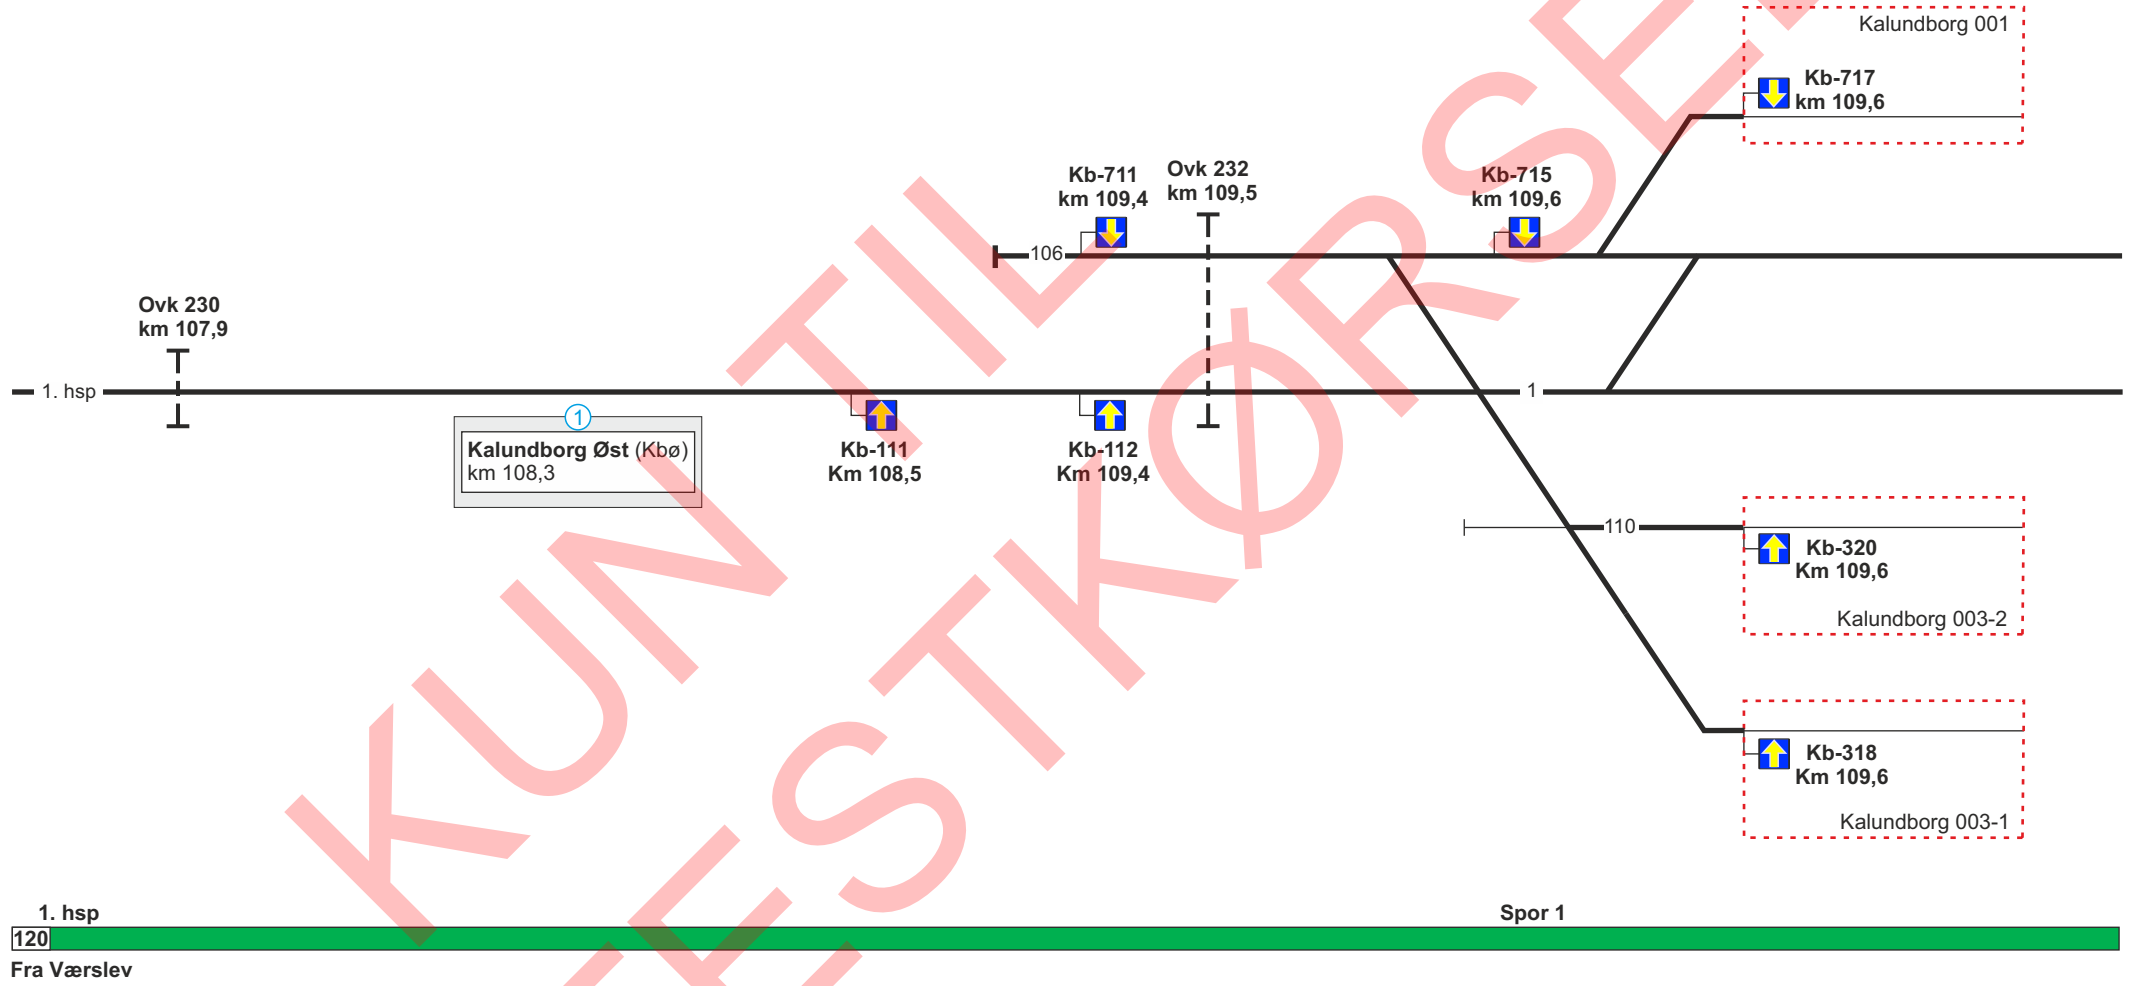 Kalundborg 001
Kb-717
km 109,6
Kb-711
km 109,4
Ovk 232
km 109,5
Kb-715
km 109,6
106
Ovk 230
km 107,9
1. hsp
1
1
Kalundborg Øst (Kbø)
km 108,3
Kb-111
Km 108,5
Kb-112
Km 109,4
110
Kb-320
Km 109,6
Kalundborg 003-2
Kb-318
Km 109,6
Kalundborg 003-1
1. hsp
Spor 1
120
Fra Værslev
KUN TIL